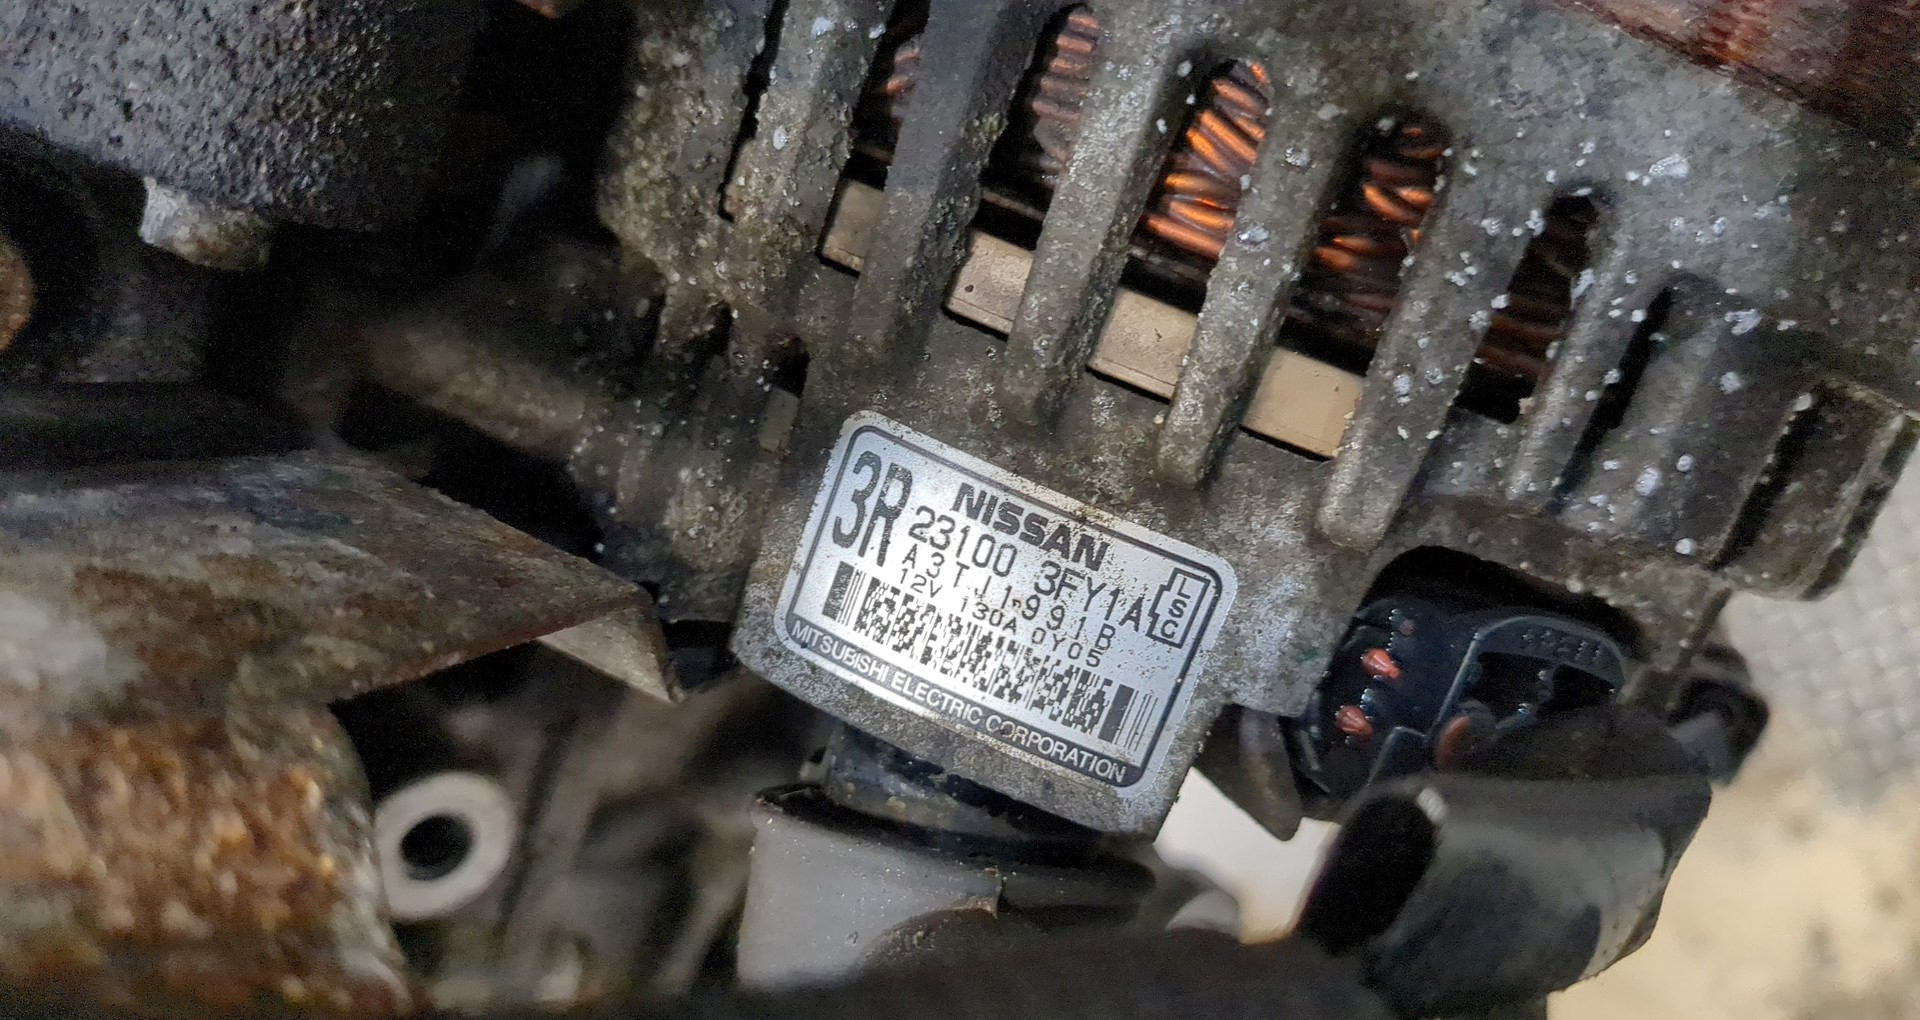 NISSAN
3R
23100 3FY1A
LSC
A3TJ1991B
12V 130A 0Y05
MITSUBISHI ELECTRIC CORPORATION